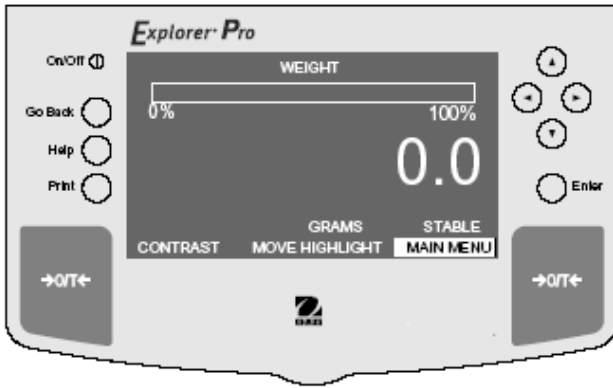 Explorer· Pro
On/Off
Go Back
Help
Print
WEIGHT
0% 100%
0.0
GRAMS STABLE
CONTRAST MOVE HIGHLIGHT MAIN MENU
Enter
→0/T←
→0/T←